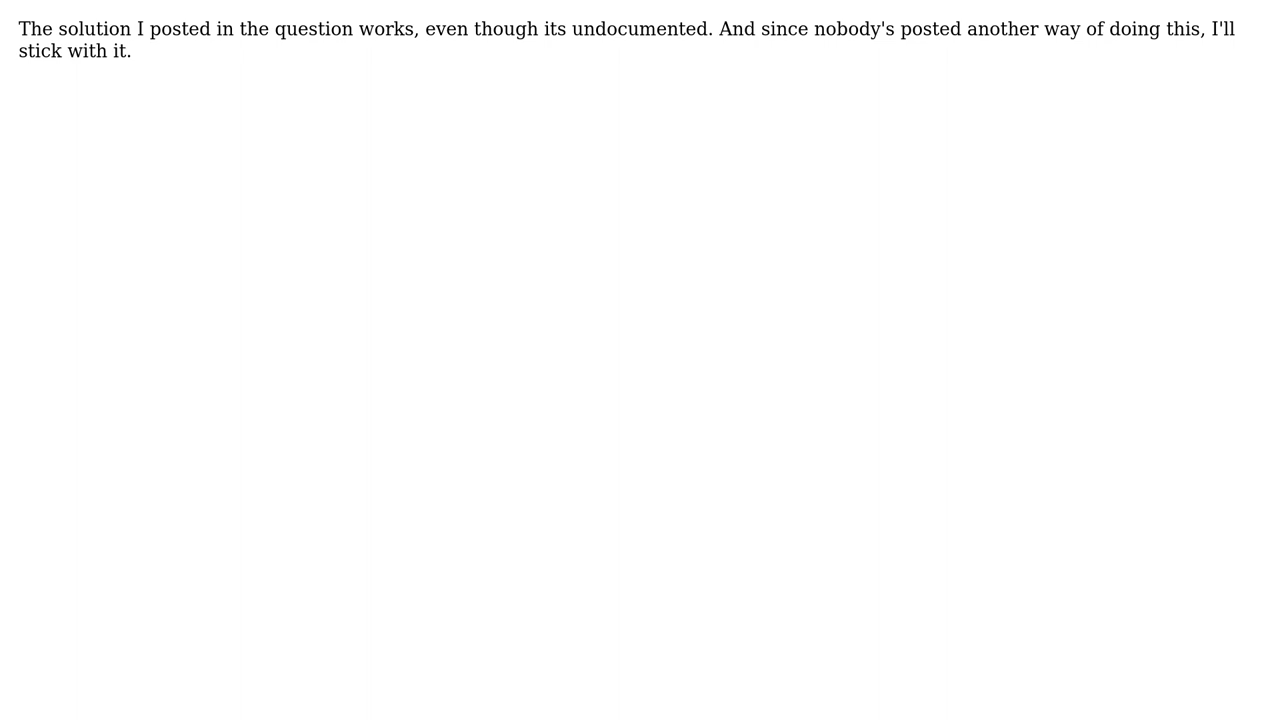 The solution I posted in the question works, even though its undocumented. And since nobody's posted another way of doing this, I'll
stick with it.